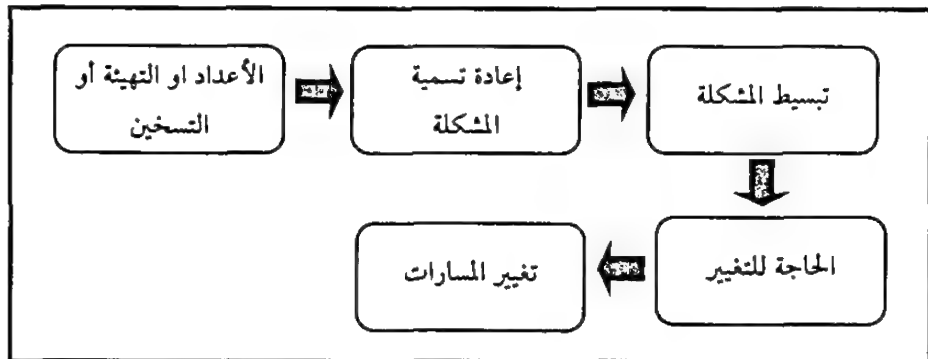 الأعداد او التهيئة أو
التسخين
إعادة تسمية
المشكلة
تبسيط المشكلة
الحاجة للتغيير
تغيير المسارات